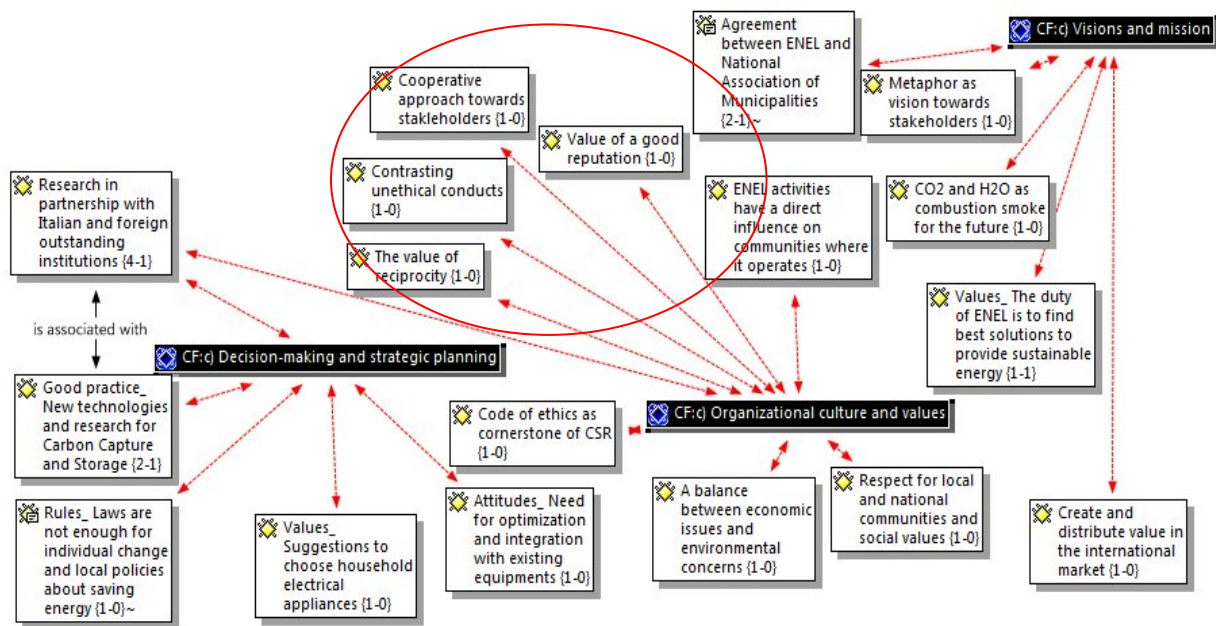 Agreement
between ENEL and
National
Association of
Municipalities
{2-1}~
CF:c) Visions and mission
Cooperative
approach towards
stakleholders {1-0}
Metaphor as
vision towards
stakeholders {1-0}
Value of a good
reputation {1-0}
Contrasting
unethical conducts
{1-0}
Research in
partnership with
Italian and foreign
outstanding
institutions {4-1}
ENEL activities
have a direct
influence on
communities where
it operates {1-0}
CO2 and H2O as
combustion smoke
for the future {1-0}
The value of
reciprocity {1-0}
Values_ The duty
of ENEL is to find
best solutions to
provide sustainable
energy {1-1}
is associated with
CF:c) Decision-making and strategic planning
Good practice_
New technologies
and research for
Carbon Capture
and Storage {2-1}
Code of ethics as
cornerstone of CSR
{1-0}
CF:c) Organizational culture and values
Rules_ Laws are
not enough for
individual change
and local policies
about saving
energy {1-0}~
Values_
Suggestions to
choose household
electrical
appliances {1-0}
Attitudes_ Need
for optimization
and integration
with existing
equipments {1-0}
A balance
between economic
issues and
environmental
concerns {1-0}
Respect for local
and national
communities and
social values {1-0}
Create and
distribute value in
the international
market {1-0}